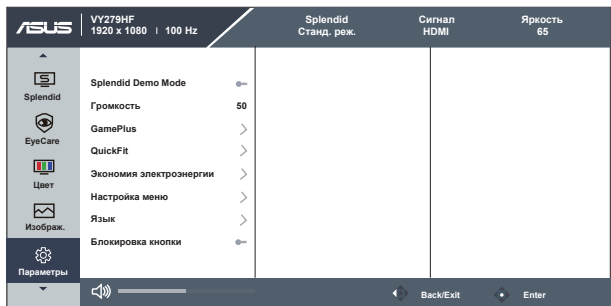 ASUS
VY279HF
1920 x 1080 | 100 Hz
Splendid
Станд. реж.
Сигнал
HDMI
Яркость
65
Splendid
EyeCare
Цвет
Изображ.
Параметры
Splendid Demo Mode
Громкость 50
GamePlus
QuickFit
Экономия электроэнергии
Настройка меню
Язык
Блокировка кнопки
Back/Exit
Enter